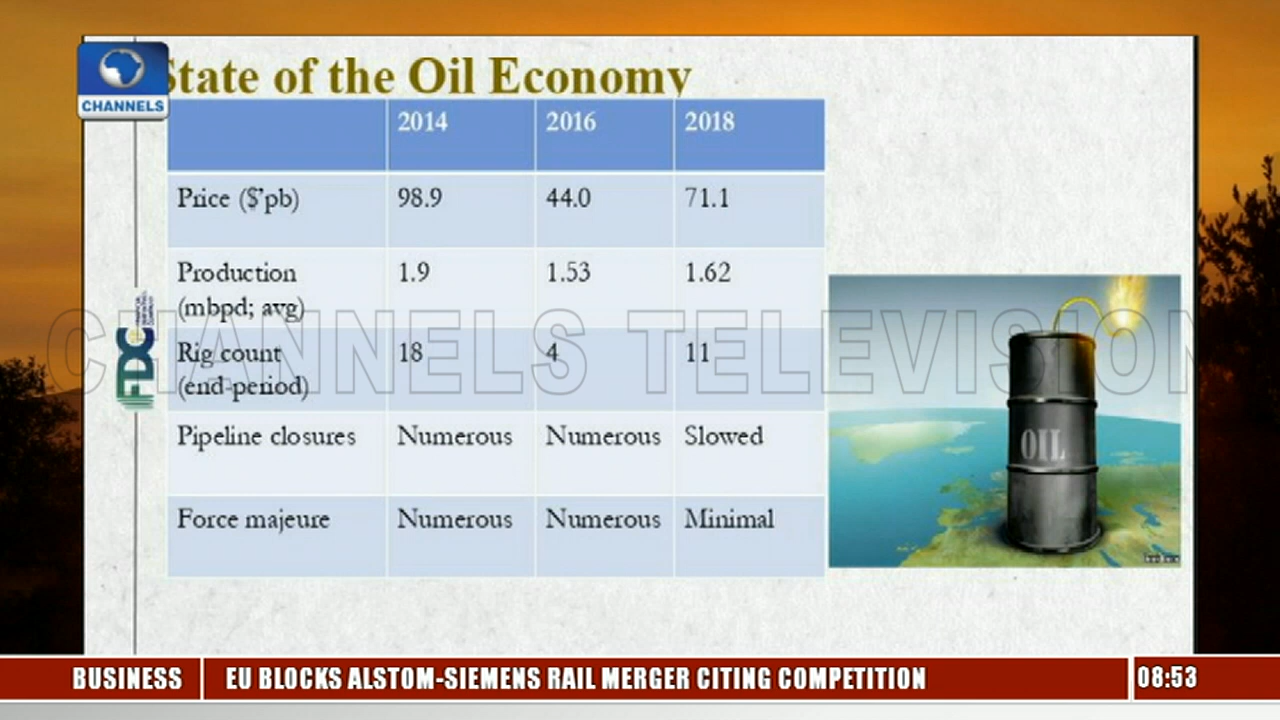 State of the Oil Economy
CHANNELS
2014 2016 2018
Price ($'pb) 98.9 44.0 71.1
Production
(mbpd; avg) 1.9 1.53 1.62
CHANNELS TELEVISION
FDC
Rig count
(end-period) 18 4 11
OIL
Pipeline closures Numerous Numerous Slowed
Force majeure Numerous Numerous Minimal
BUSINESS EU BLOCKS ALSTOM-SIEMENS RAIL MERGER CITING COMPETITION 08:53